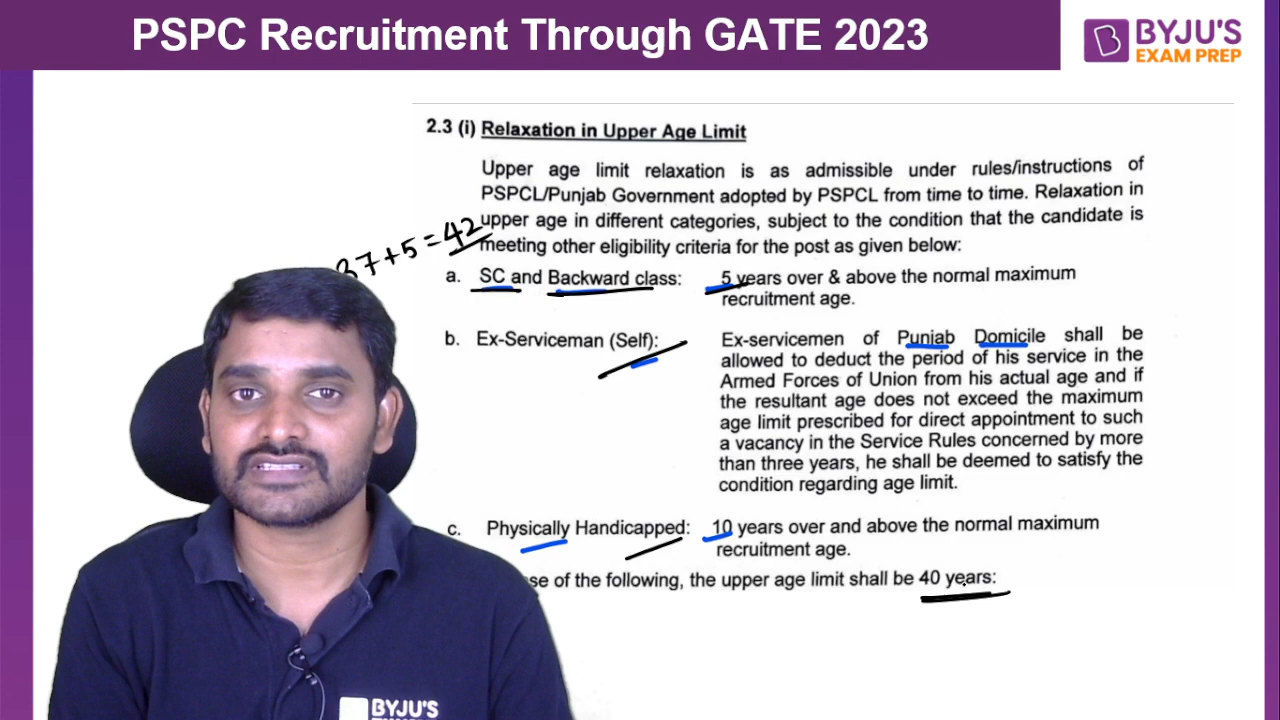 PSPC Recruitment Through GATE 2023
BYJU'S
EXAM PREP
2.3 (i) Relaxation in Upper Age Limit
Upper age limit relaxation is as admissible under rules/instructions of
PSPCL/Punjab Government adopted by PSPCL from time to time. Relaxation in
upper age in different categories, subject to the condition that the candidate is
meeting other eligibility criteria for the post as given below:
37+5=42
a. SC and Backward class: 5 years over & above the normal maximum
recruitment age.
b. Ex-Serviceman (Self): Ex-servicemen of Punjab Domicile shall be
allowed to deduct the period of his service in the
Armed Forces of Union from his actual age and if
the resultant age does not exceed the maximum
age limit prescribed for direct appointment to such
a vacancy in the Service Rules concerned by more
than three years, he shall be deemed to satisfy the
condition regarding age limit.
c. Physically Handicapped: 10 years over and above the normal maximum
recruitment age.
of the following, the upper age limit shall be 40 years:
BYJU'S